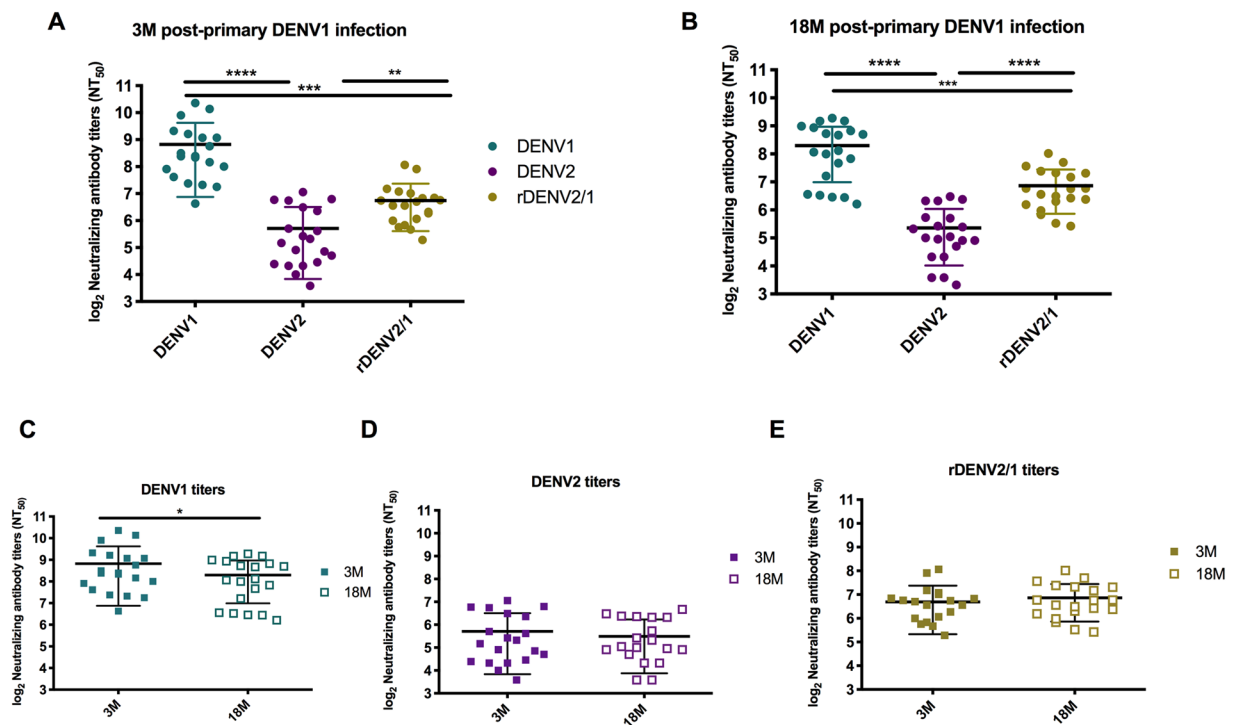 A
3M post-primary DENV1 infection
**** **
***
log2 Neutralizing antibody titers (NT50)
11
10
9
8
7
6
5
4
3
DENV1
DENV2
rDENV2/1
DENV1
DENV2
rDENV2/1
B
18M post-primary DENV1 infection
**** ****
***
log2 Neutralizing antibody titers (NT50)
11
10
9
8
7
6
5
4
3
DENV1
DENV2
rDENV2/1
C
DENV1 titers
*
log2 Neutralizing antibody titers (NT50)
11
10
9
8
7
6
5
4
3
3M
18M
3M
18M
D
DENV2 titers
log2 Neutralizing antibody titers (NT50)
11
10
9
8
7
6
5
4
3
3M
18M
3M
18M
E
rDENV2/1 titers
log2 Neutralizing antibody titers (NT50)
11
10
9
8
7
6
5
4
3
3M
18M
3M
18M